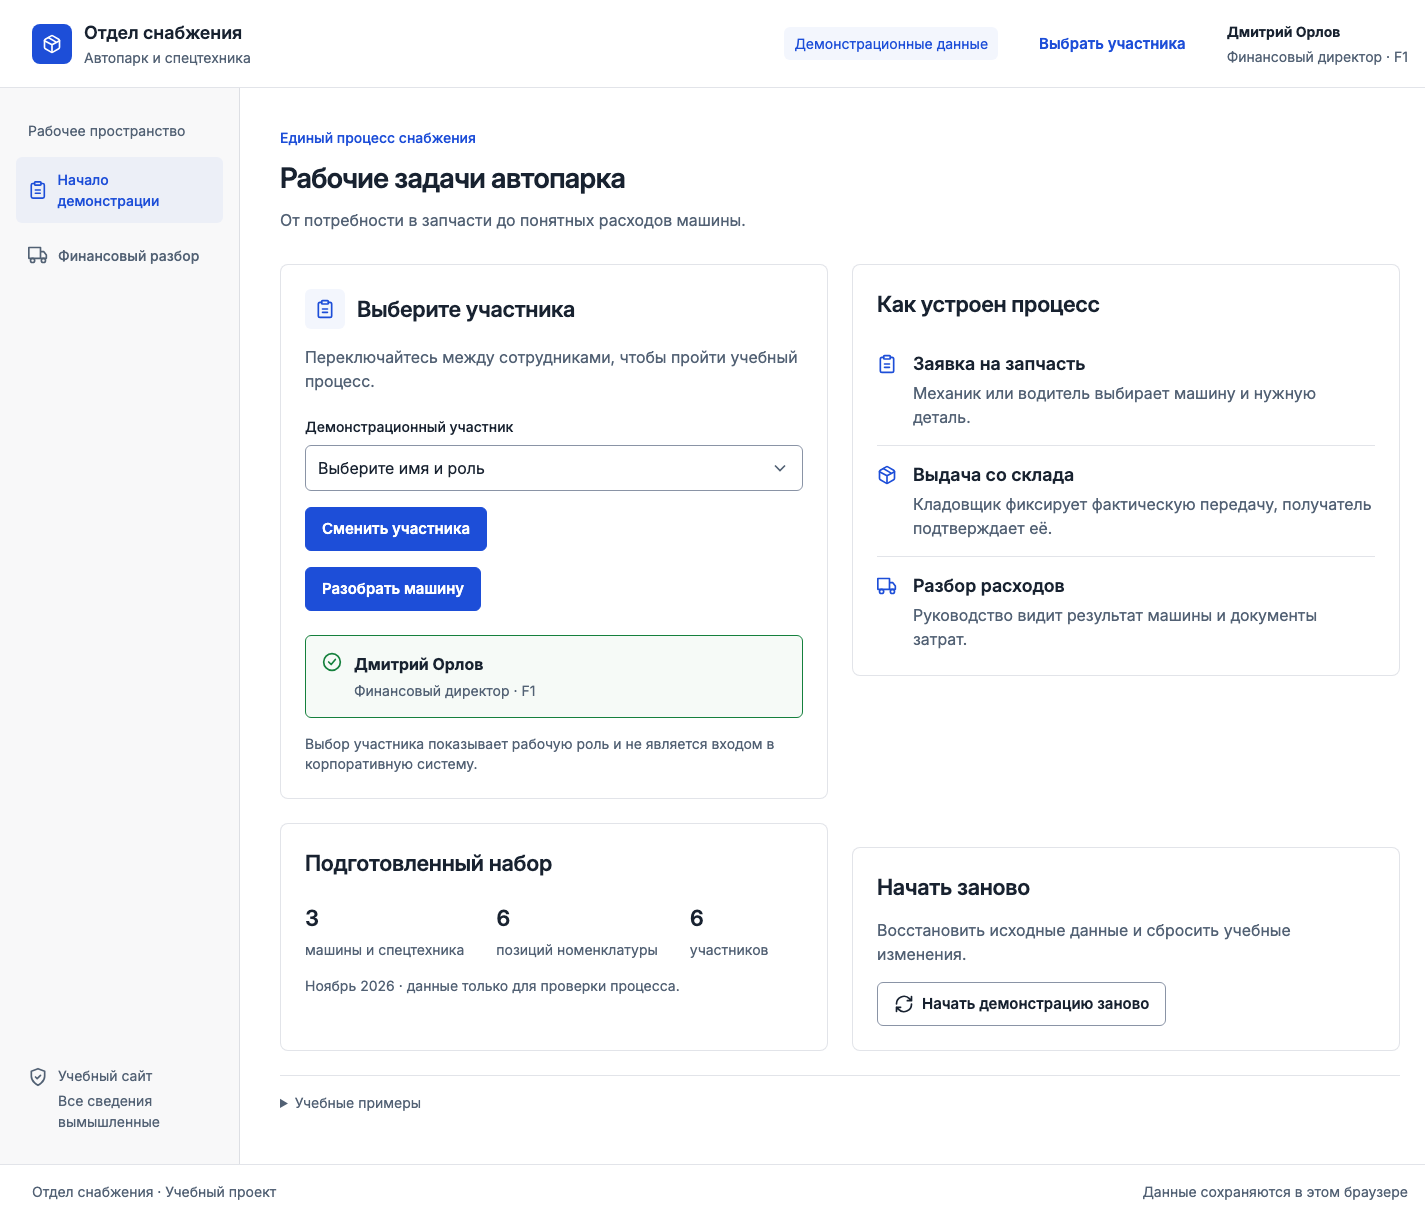 Отдел снабжения
Автопарк и спецтехника
Демонстрационные данные
Выбрать участника
Дмитрий Орлов
Финансовый директор · F1
Рабочее пространство
Начало
демонстрации
Финансовый разбор
Учебный сайт
Все сведения
вымышленные
Единый процесс снабжения
Рабочие задачи автопарка
От потребности в запчасти до понятных расходов машины.
Выберите участника
Переключайтесь между сотрудниками, чтобы пройти учебный
процесс.
Демонстрационный участник
Выберите имя и роль
Сменить участника
Разобрать машину
Дмитрий Орлов
Финансовый директор · F1
Выбор участника показывает рабочую роль и не является входом в
корпоративную систему.
Как устроен процесс
Заявка на запчасть
Механик или водитель выбирает машину и нужную
деталь.
Выдача со склада
Кладовщик фиксирует фактическую передачу, получатель
подтверждает её.
Разбор расходов
Руководство видит результат машины и документы
затрат.
Подготовленный набор
3
машины и спецтехника
6
позиций номенклатуры
6
участников
Ноябрь 2026 · данные только для проверки процесса.
Начать заново
Восстановить исходные данные и сбросить учебные
изменения.
Начать демонстрацию заново
Учебные примеры
Отдел снабжения · Учебный проект
Данные сохраняются в этом браузере